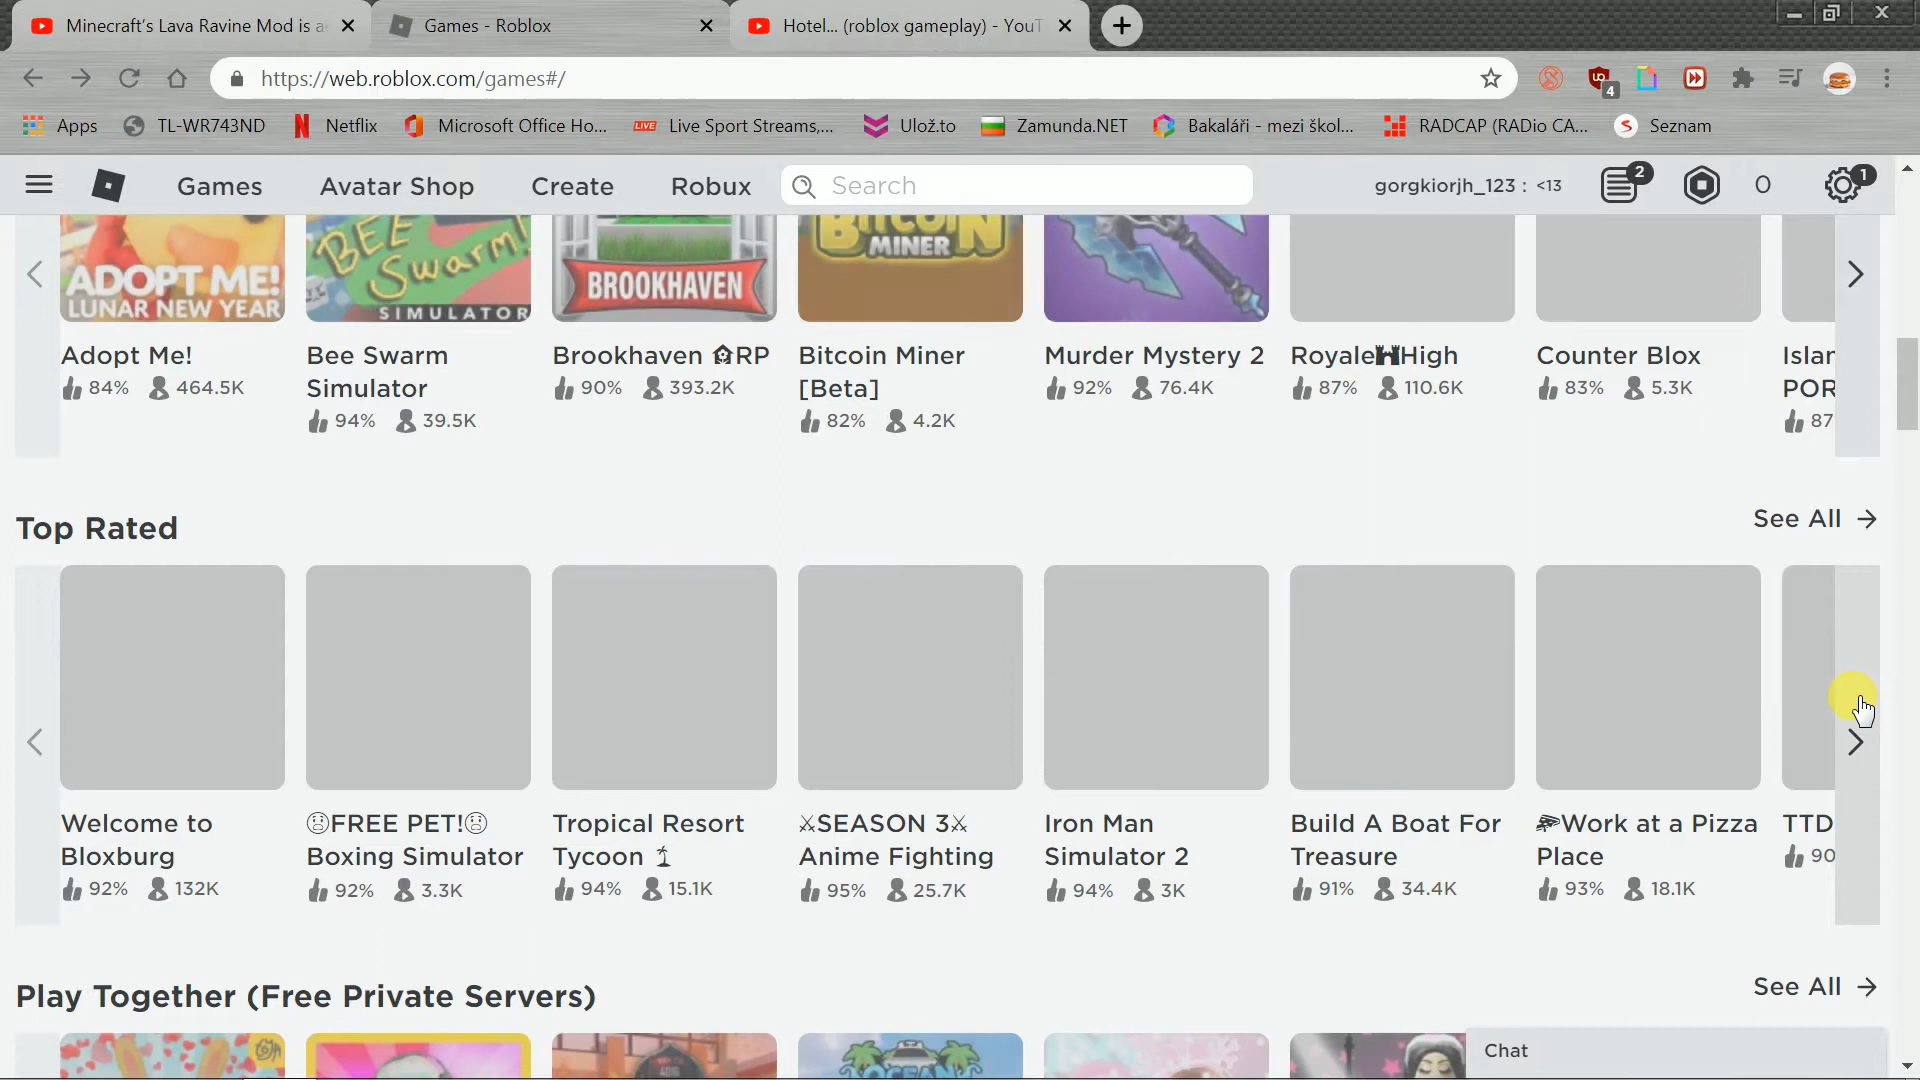 Minecraft's Lava Ravine Mod is a
Games - Roblox
Hotel... (roblox gameplay) - YouT
https://web.roblox.com/games#/
4
Apps
TL-WR743ND
Netflix
Microsoft Office Ho...
LIVE
Live Sport Streams,...
Ulož.to
Zamunda.NET
Bakaláři - mezi škol...
RADCAP (RADio CA...
Seznam
Games
Avatar Shop
Create
Robux
Search
gorgkiorjh_123 : <13
2
0
1
ADOPT ME!
LUNAR NEW YEAR
BEE
Swarm!
SIMULATOR
BROOKHAVEN
BITCOIN
MINER
Adopt Me!
84% 464.5K
Bee Swarm
Simulator
94% 39.5K
Brookhaven RP
90% 393.2K
Bitcoin Miner
[Beta]
82% 4.2K
Murder Mystery 2
92% 76.4K
Royale High
87% 110.6K
Counter Blox
83% 5.3K
Islan
POR
87
Top Rated
See All
Welcome to
Bloxburg
92% 132K
FREE PET!
Boxing Simulator
92% 3.3K
Tropical Resort
Tycoon
94% 15.1K
⚔SEASON 3⚔
Anime Fighting
95% 25.7K
Iron Man
Simulator 2
94% 3K
Build A Boat For
Treasure
91% 34.4K
Work at a Pizza
Place
93% 18.1K
TTD
90
Play Together (Free Private Servers)
See All
OCEAN
Chat